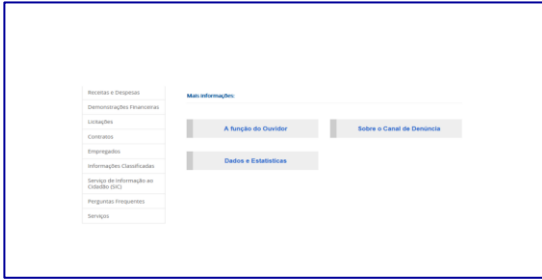 Receitas e Despesas
Demonstrações Financeiras
Licitações
Contratos
Empregados
Informações Classificadas
Serviço de Informação ao
Cidadão (SIC)
Perguntas Frequentes
Serviços
Mais informações:
A função do Ouvidor
Sobre o Canal de Denúncia
Dados e Estatísticas